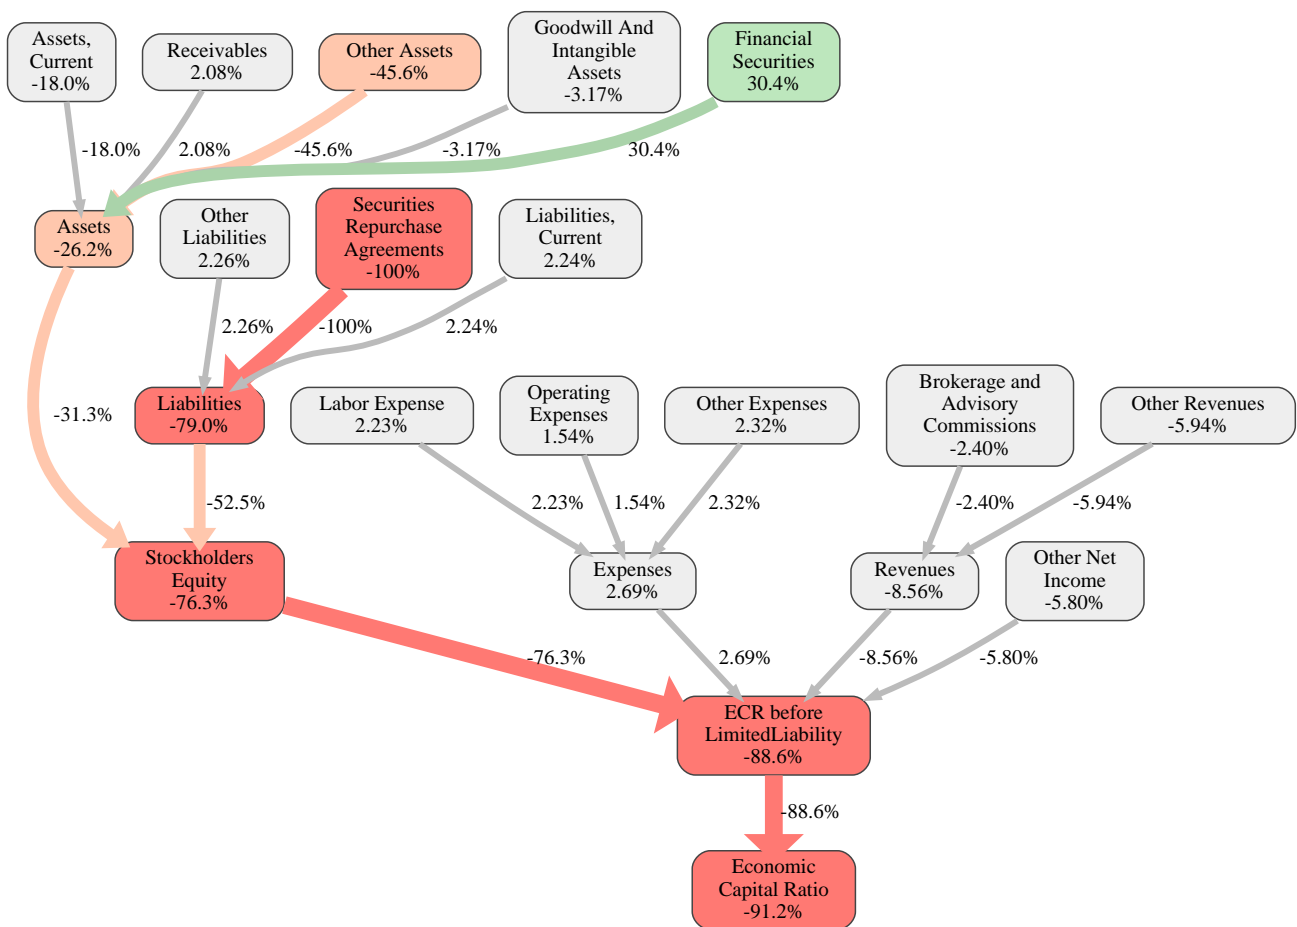 Assets,
Current
-18.0%
Receivables
2.08%
Other Assets
-45.6%
Goodwill And
Intangible
Assets
-3.17%
Financial
Securities
30.4%
-18.0%
2.08%
-45.6%
-3.17%
30.4%
Assets
-26.2%
Other
Liabilities
2.26%
Securities
Repurchase
Agreements
-100%
Liabilities,
Current
2.24%
2.26%
-100%
2.24%
-31.3%
Liabilities
-79.0%
Labor Expense
2.23%
Operating
Expenses
1.54%
Other Expenses
2.32%
Brokerage and
Advisory
Commissions
-2.40%
Other Revenues
-5.94%
-52.5%
2.23%
1.54%
2.32%
-2.40%
-5.94%
Stockholders
Equity
-76.3%
Expenses
2.69%
Revenues
-8.56%
Other Net
Income
-5.80%
-76.3%
2.69%
-8.56%
-5.80%
ECR before
LimitedLiability
-88.6%
-88.6%
Economic
Capital Ratio
-91.2%